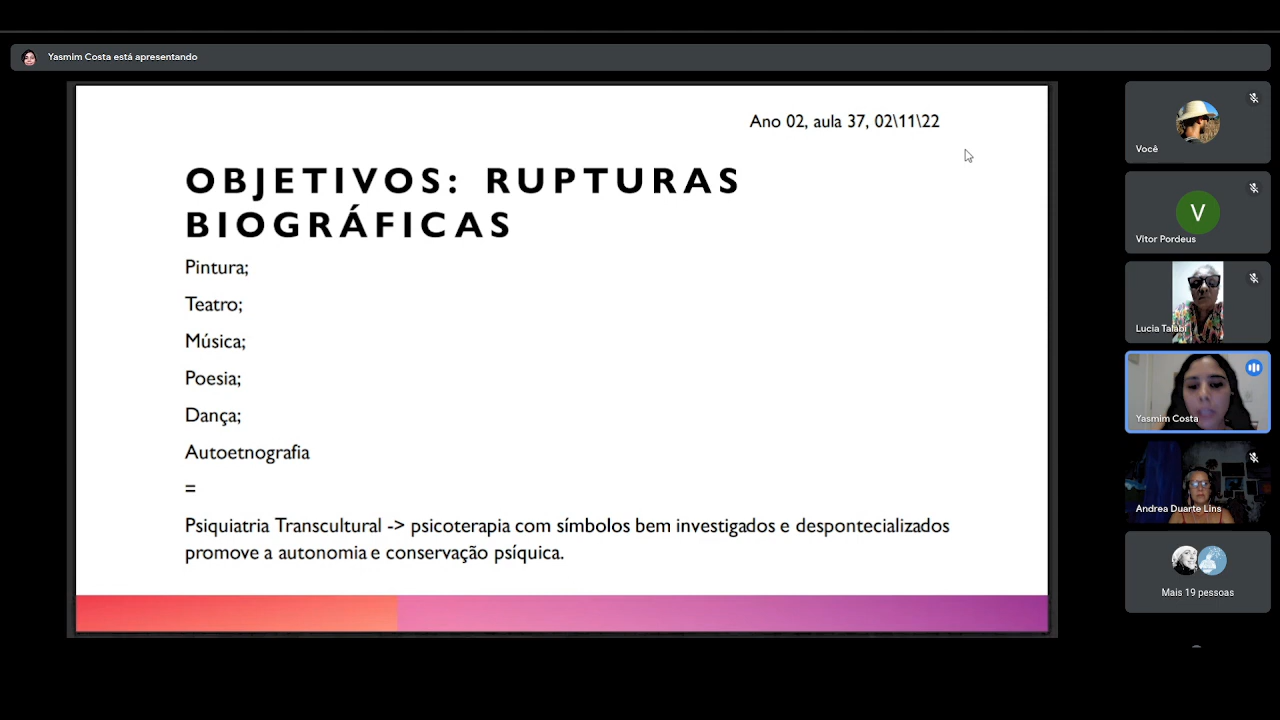 Yasmim Costa está apresentando
Ano 02, aula 37, 02\11\22
OBJETIVOS: RUPTURAS
BIOGRÁFICAS
Pintura;
Teatro;
Música;
Poesia;
Dança;
Autoetnografia
=
Psiquiatria Transcultural -> psicoterapia com símbolos bem investigados e despontecializados
promove a autonomia e conservação psíquica.
Você
V
Vitor Pordeus
Lucia Talabi
Yasmim Costa
Andrea Duarte Lins
Mais 19 pessoas